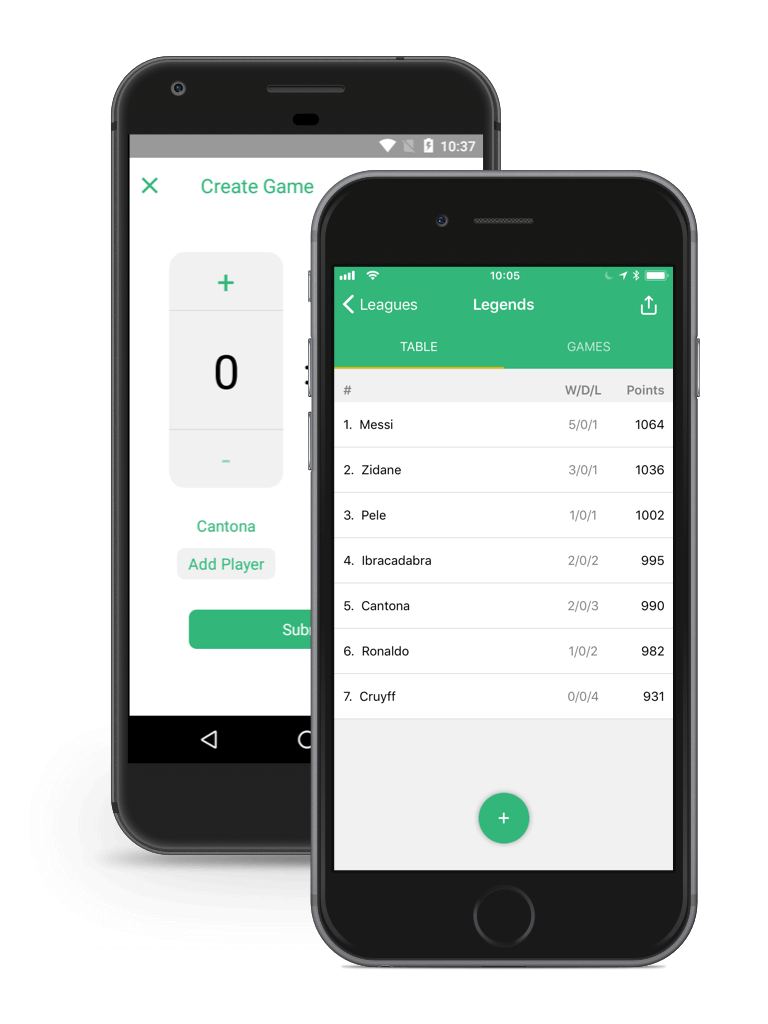 10:37
Create Game
+
0
:
-
Cantona
Add Player
10:05
Leagues
Legends
TABLE
GAMES
# W/D/L Points
1. Messi 5/0/1 1064
2. Zidane 3/0/1 1036
3. Pele 1/0/1 1002
4. Ibracadabra 2/0/2 995
5. Cantona 2/0/3 990
6. Ronaldo 1/0/2 982
7. Cruyff 0/0/4 931
+